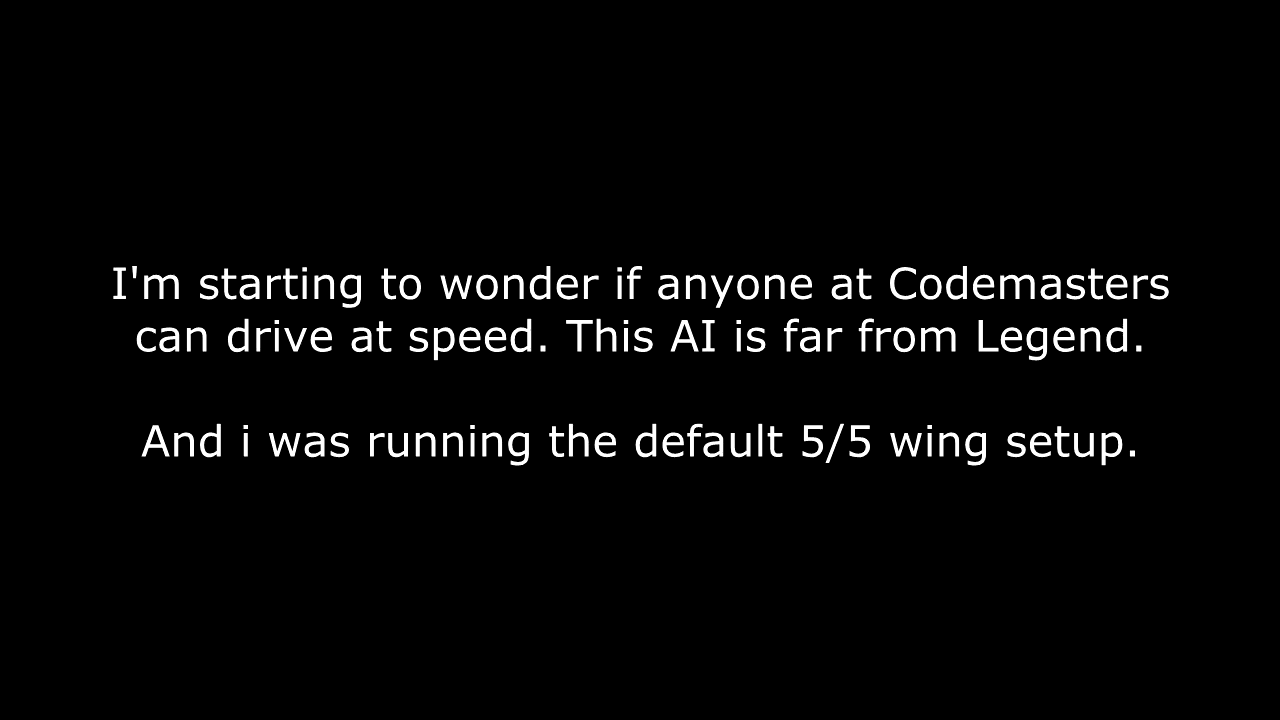 I'm starting to wonder if anyone at Codemasters
can drive at speed. This AI is far from Legend.
And i was running the default 5/5 wing setup.